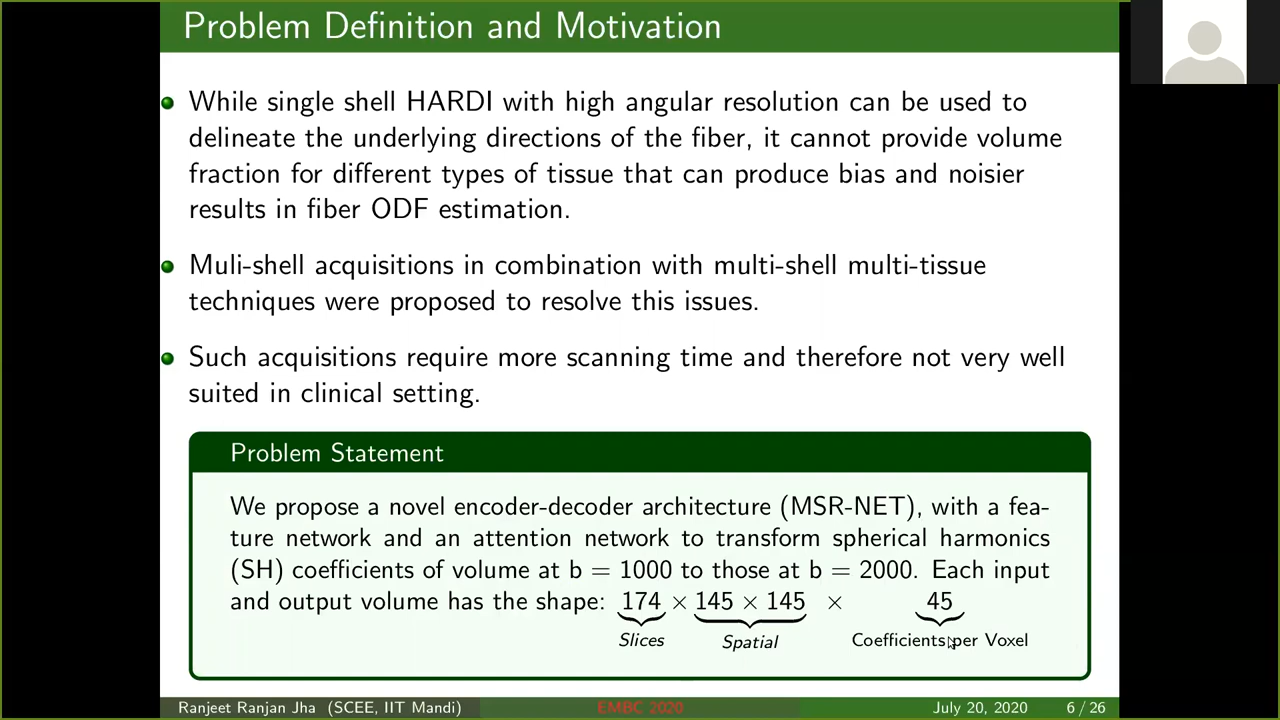 Problem Definition and Motivation
While single shell HARDI with high angular resolution can be used to
delineate the underlying directions of the fiber, it cannot provide volume
fraction for different types of tissue that can produce bias and noisier
results in fiber ODF estimation.
Muli-shell acquisitions in combination with multi-shell multi-tissue
techniques were proposed to resolve this issues.
Such acquisitions require more scanning time and therefore not very well
suited in clinical setting.
Problem Statement
We propose a novel encoder-decoder architecture (MSR-NET), with a fea-
ture network and an attention network to transform spherical harmonics
(SH) coefficients of volume at b = 1000 to those at b = 2000. Each input
and output volume has the shape: 174 × 145 × 145 × 45
Slices Spatial Coefficients per Voxel
Ranjeet Ranjan Jha (SCEE, IIT Mandi) EMBC 2020 July 20, 2020 6 / 26